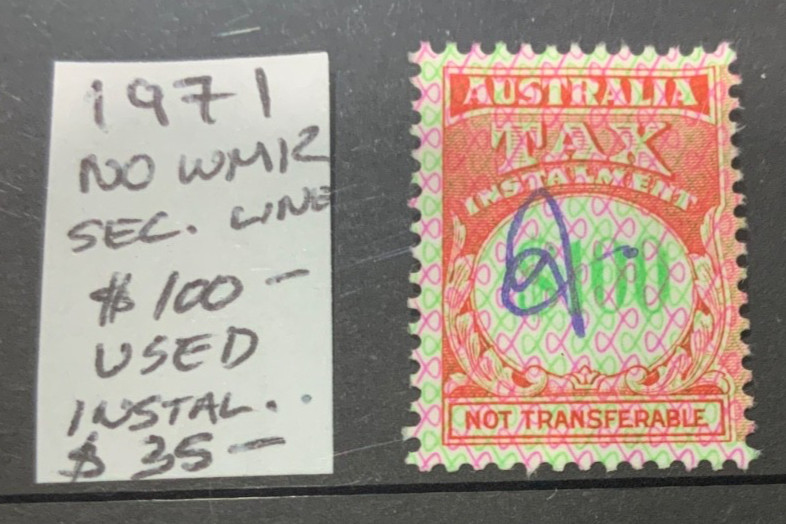 1971
NO WMK
SEC. LINE
$100 -
USED
INSTAL.
$35 -
AUSTRALIA
TAX
INSTALMENT
$100
NOT TRANSFERABLE